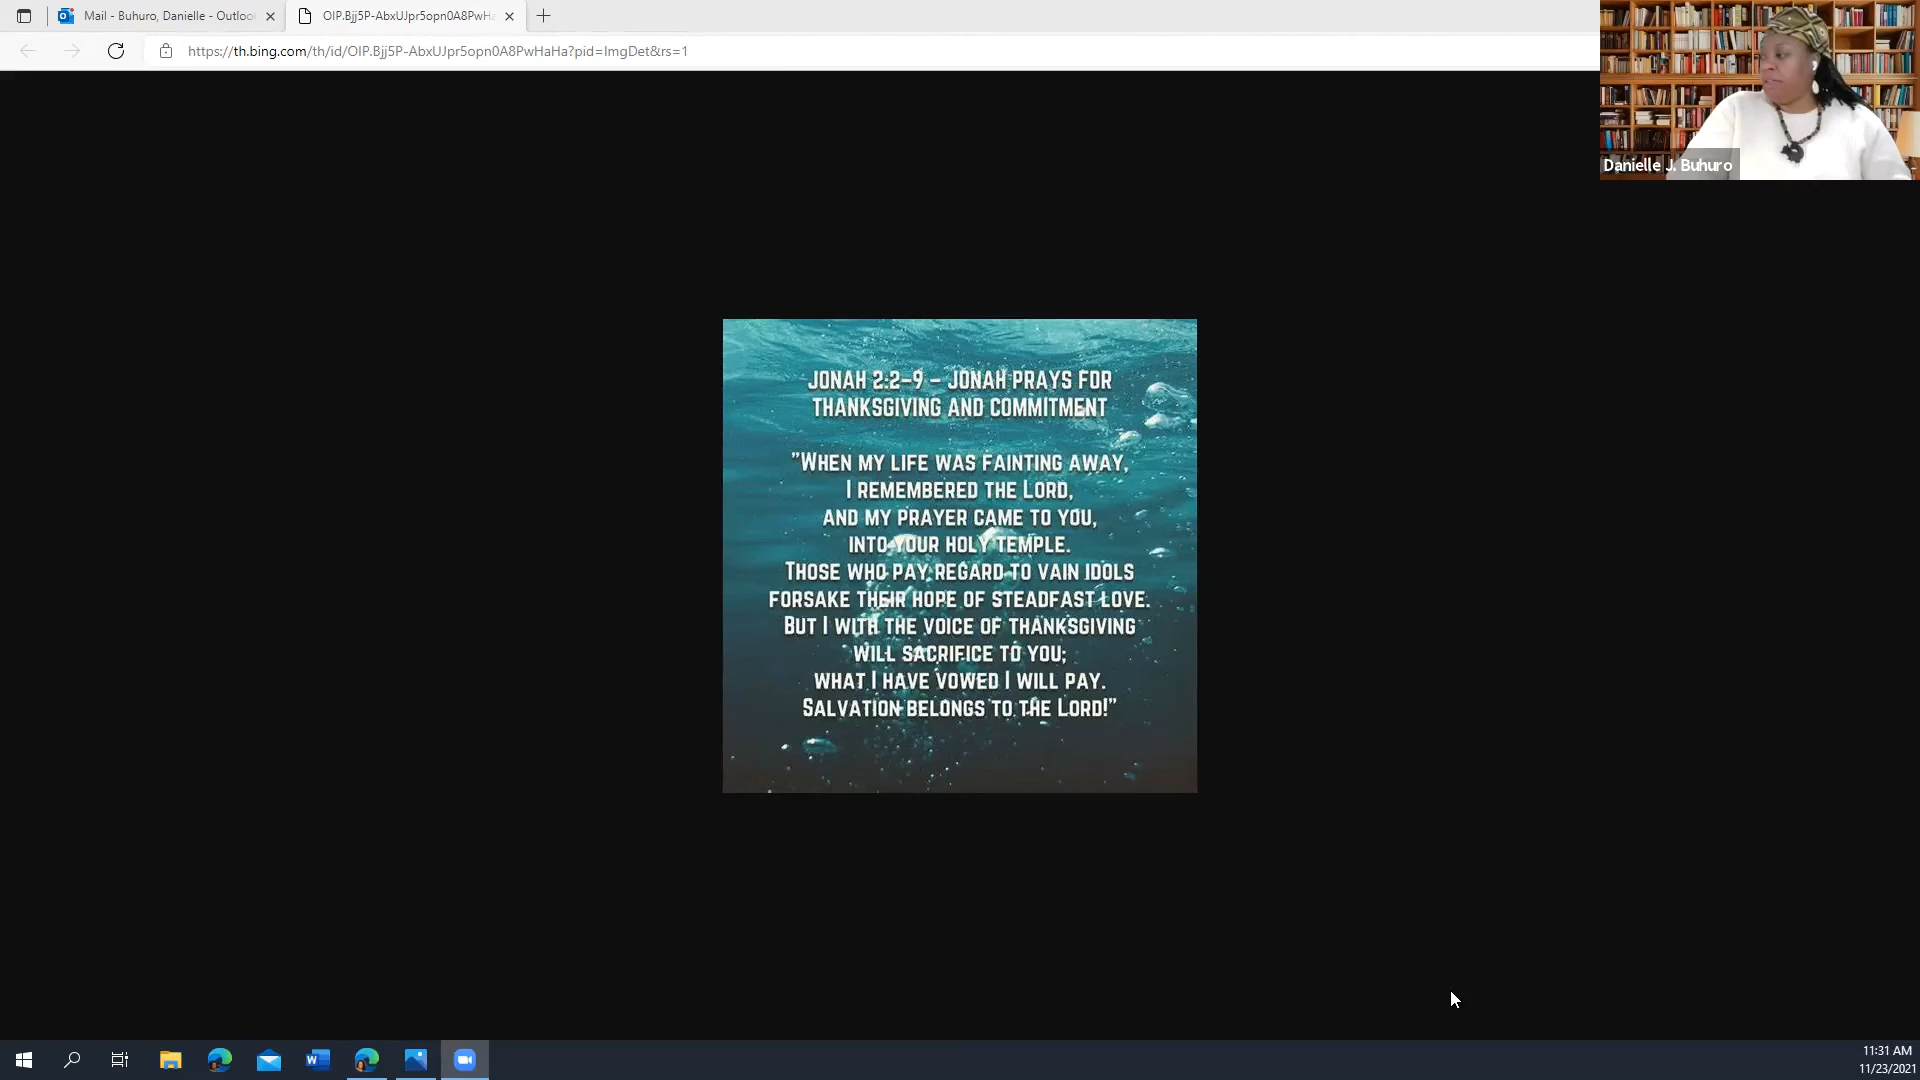 Mail - Buhuro, Danielle - Outloo
OIP.Bjj5P-AbxUJpr5opn0A8PwHa
https://th.bing.com/th/id/OIP.Bjj5P-AbxUJpr5opn0A8PwHaHa?pid=ImgDet&rs=1
Danielle J. Buhuro
JONAH 2:2-9 – JONAH PRAYS FOR
THANKSGIVING AND COMMITMENT
"WHEN MY LIFE WAS FAINTING AWAY,
I REMEMBERED THE LORD,
AND MY PRAYER CAME TO YOU,
INTO YOUR HOLY TEMPLE.
THOSE WHO PAY REGARD TO VAIN IDOLS
FORSAKE THEIR HOPE OF STEADFAST LOVE.
BUT I WITH THE VOICE OF THANKSGIVING
WILL SACRIFICE TO YOU;
WHAT I HAVE VOWED I WILL PAY.
SALVATION BELONGS TO THE LORD!"
11:31 AM
11/23/2021